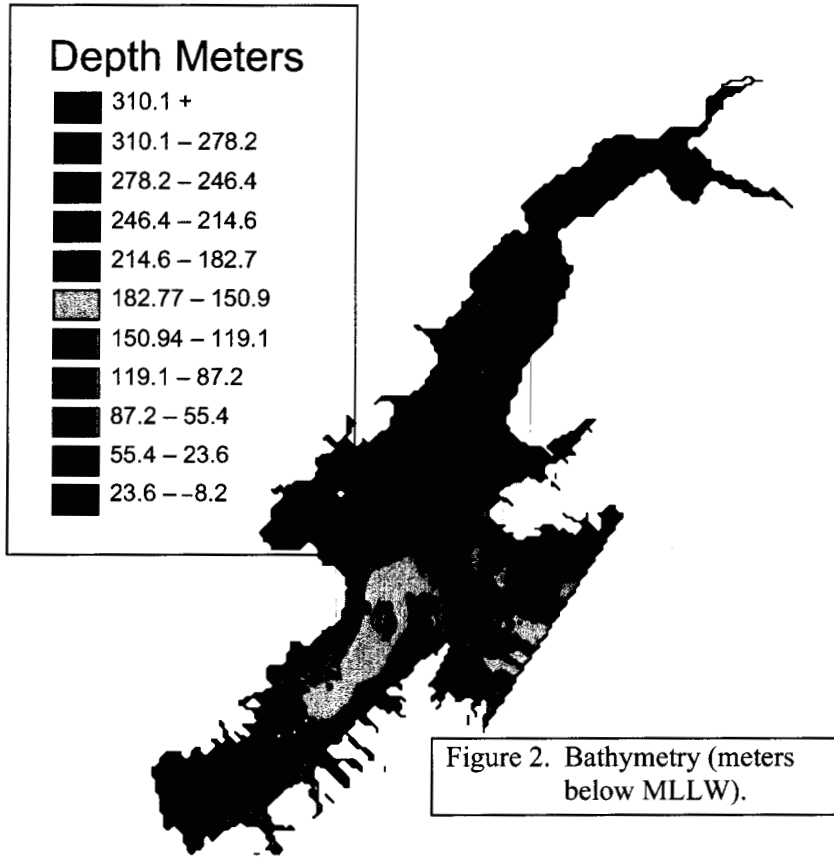 Depth Meters
310.1 +
310.1 – 278.2
278.2 – 246.4
246.4 – 214.6
214.6 – 182.7
182.77 – 150.9
150.94 – 119.1
119.1 – 87.2
87.2 – 55.4
55.4 – 23.6
23.6 – -8.2
Figure 2. Bathymetry (meters
below MLLW).